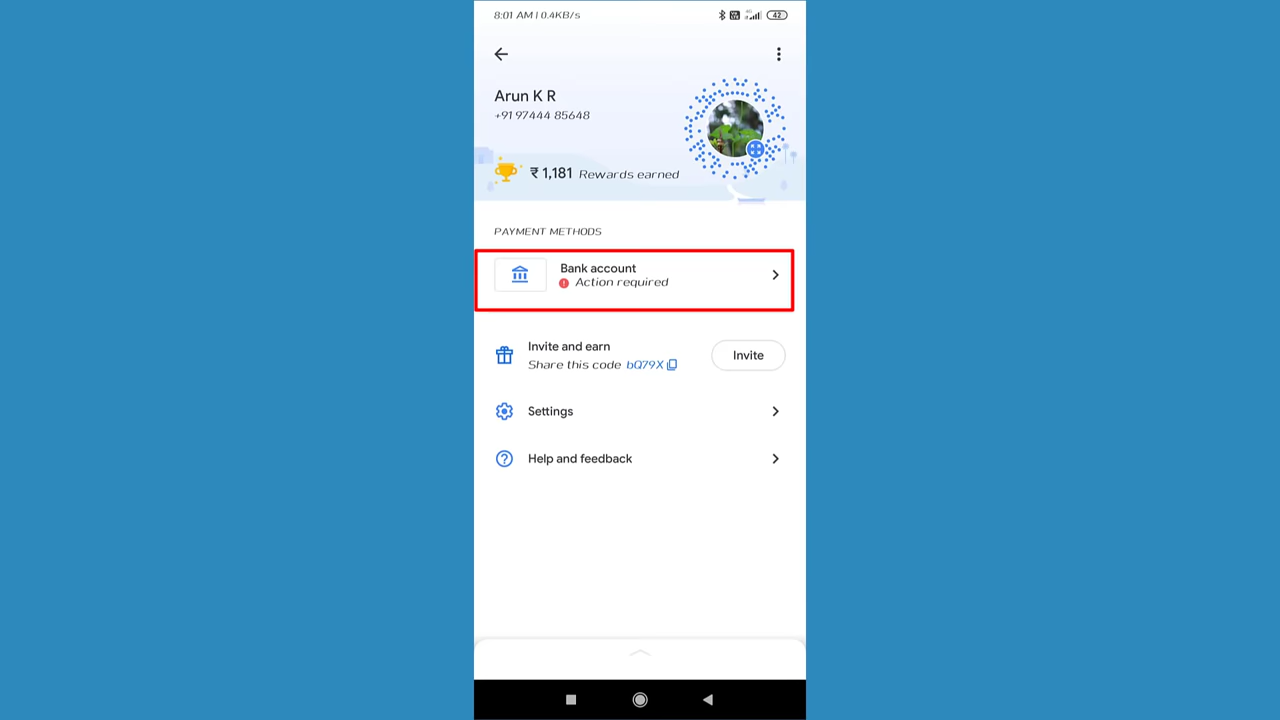 8:01 AM | 0.4KB/s
4G
42
Arun K R
+91 97444 85648
₹ 1,181 Rewards earned
PAYMENT METHODS
Bank account
! Action required
Invite and earn
Share this code bQ79X
Invite
Settings
Help and feedback